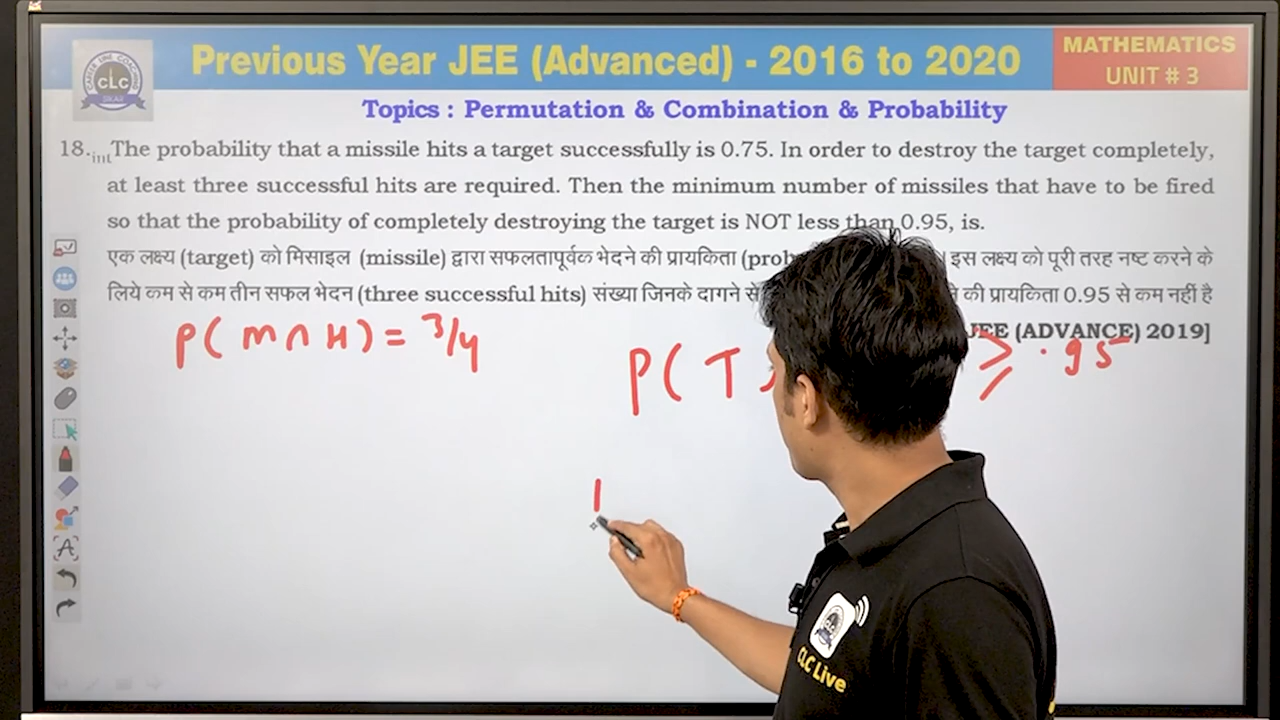 Previous Year JEE (Advanced) - 2016 to 2020
MATHEMATICS
UNIT # 3
CLC
SIKAR
Topics : Permutation & Combination & Probability
18.int The probability that a missile hits a target successfully is 0.75. In order to destroy the target completely,
at least three successful hits are required. Then the minimum number of missiles that have to be fired
so that the probability of completely destroying the target is NOT less than 0.95, is.
एक लक्ष्य (target) को मिसाइल (missile) द्वारा सफलतापूर्वक भेदने की प्रायिकता इस लक्ष्य को पूरी तरह नष्ट करने के
लिये कम से कम तीन सफल भेदन (three successful hits) संख्या जिनके दागने से की प्रायिकता 0.95 से कम नहीं है
(ADVANCE) 2019]
P(M∩H) = 3/4
P(T ≥ .95
1
CLC Live